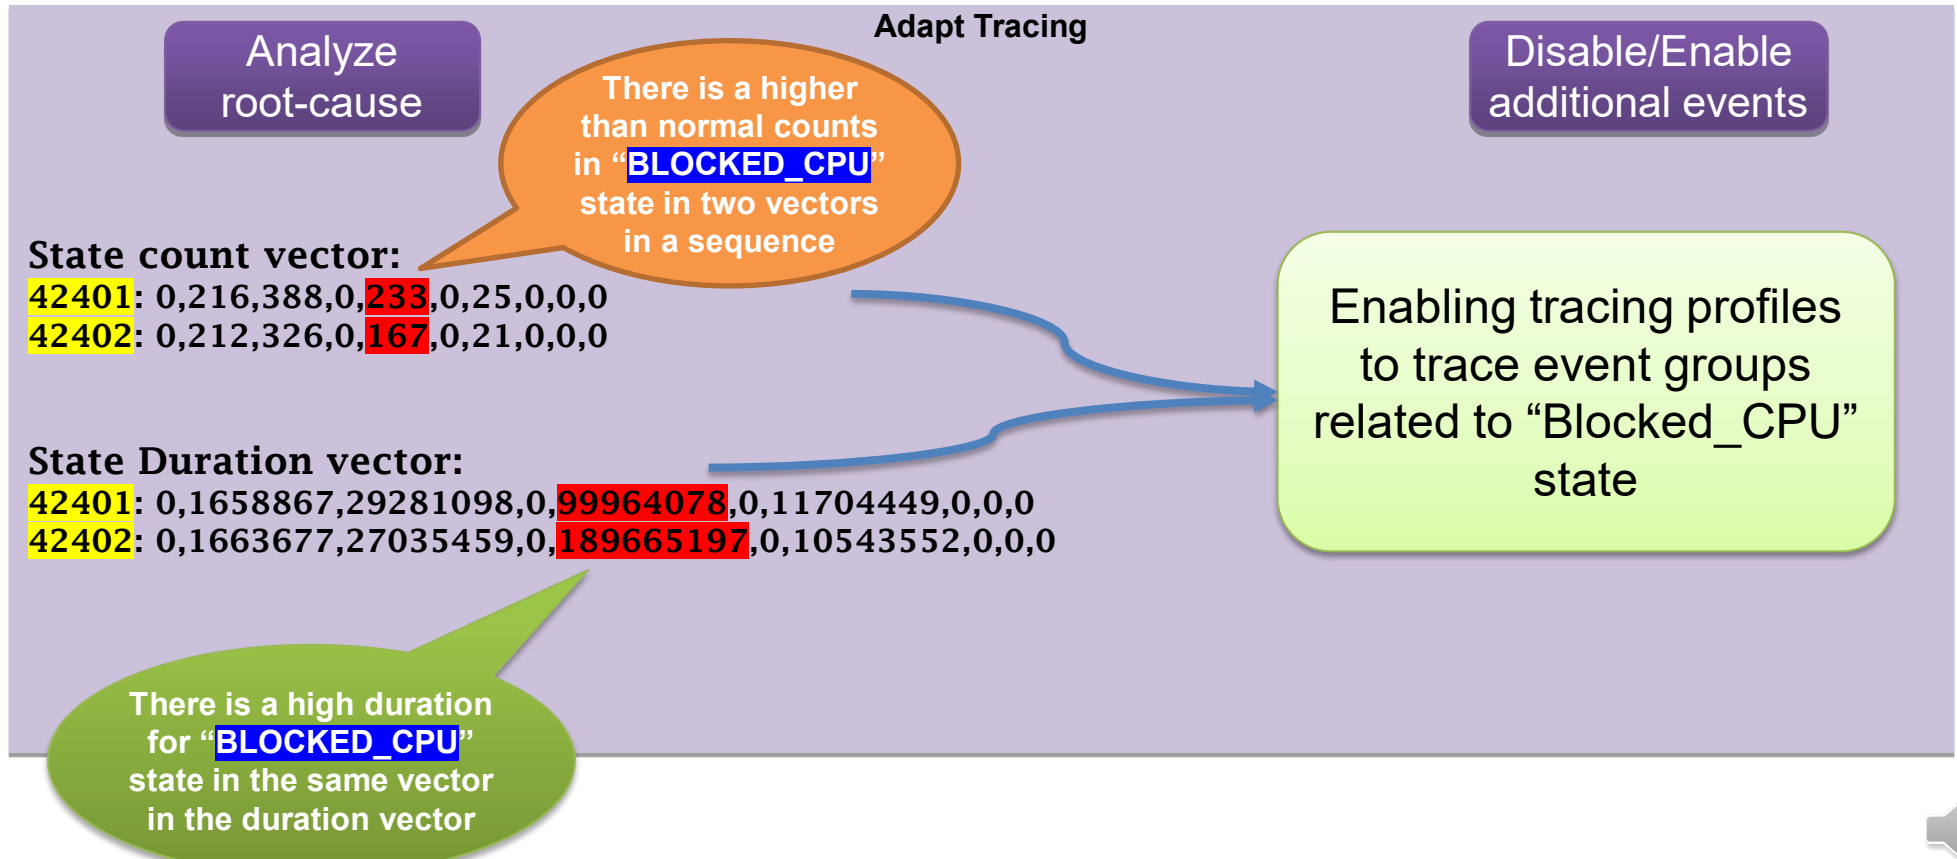 Adapt Tracing
Analyze
root-cause
Disable/Enable
additional events
There is a higher
than normal counts
in “BLOCKED_CPU”
state in two vectors
in a sequence
State count vector:
42401: 0,216,388,0,233,0,25,0,0,0
42402: 0,212,326,0,167,0,21,0,0,0
Enabling tracing profiles
to trace event groups
related to “Blocked_CPU”
state
State Duration vector:
42401: 0,1658867,29281098,0,99964078,0,11704449,0,0,0
42402: 0,1663677,27035459,0,189665197,0,10543552,0,0,0
There is a high duration
for “BLOCKED_CPU”
state in the same vector
in the duration vector